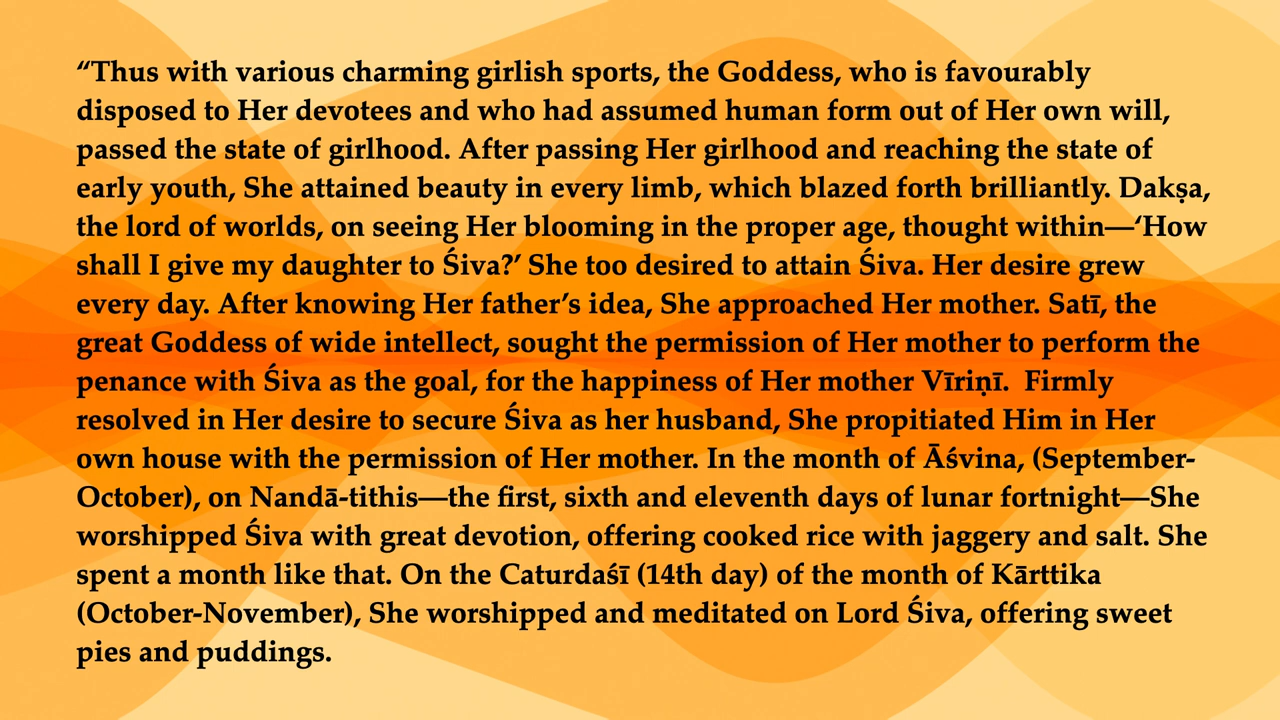 “Thus with various charming girlish sports, the Goddess, who is favourably
disposed to Her devotees and who had assumed human form out of Her own will,
passed the state of girlhood. After passing Her girlhood and reaching the state of
early youth, She attained beauty in every limb, which blazed forth brilliantly. Dakṣa,
the lord of worlds, on seeing Her blooming in the proper age, thought within—‘How
shall I give my daughter to Śiva?’ She too desired to attain Śiva. Her desire grew
every day. After knowing Her father’s idea, She approached Her mother. Satī, the
great Goddess of wide intellect, sought the permission of Her mother to perform the
penance with Śiva as the goal, for the happiness of Her mother Vīriṇī.  Firmly
resolved in Her desire to secure Śiva as her husband, She propitiated Him in Her
own house with the permission of Her mother. In the month of Āśvina, (September-
October), on Nandā-tithis—the first, sixth and eleventh days of lunar fortnight—She
worshipped Śiva with great devotion, offering cooked rice with jaggery and salt. She
spent a month like that. On the Caturdaśī (14th day) of the month of Kārttika
(October-November), She worshipped and meditated on Lord Śiva, offering sweet
pies and puddings.